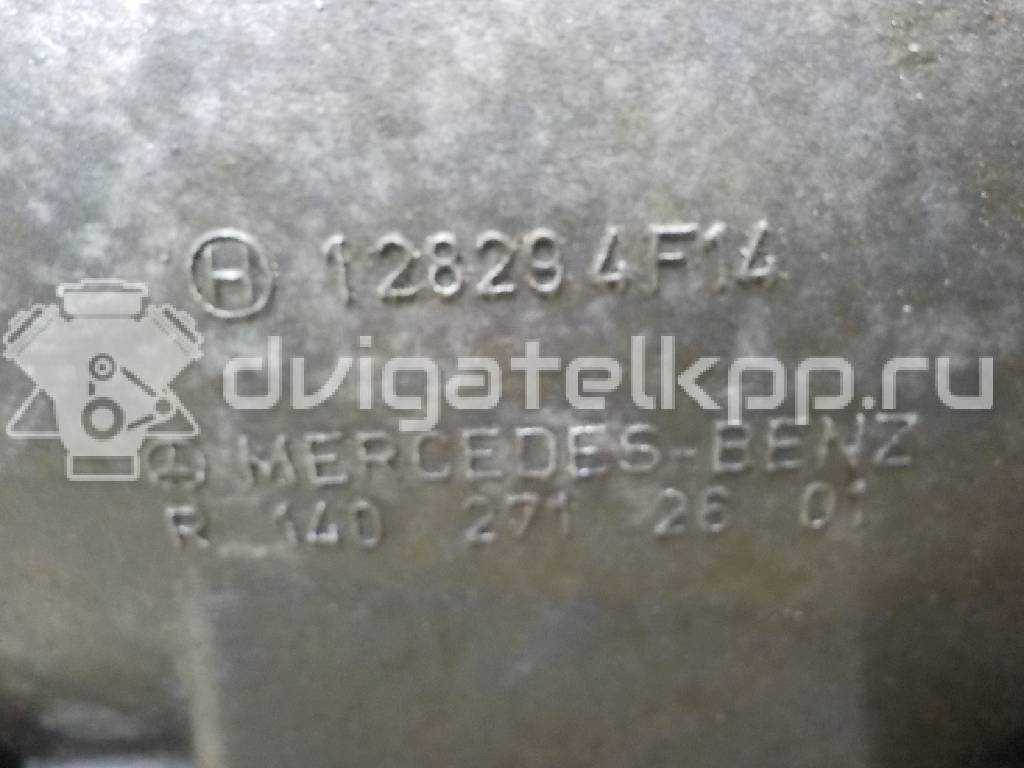 H 12829 4F14
dvigatelkpp.ru
MERCEDES-BENZ
R 140 271 26 01